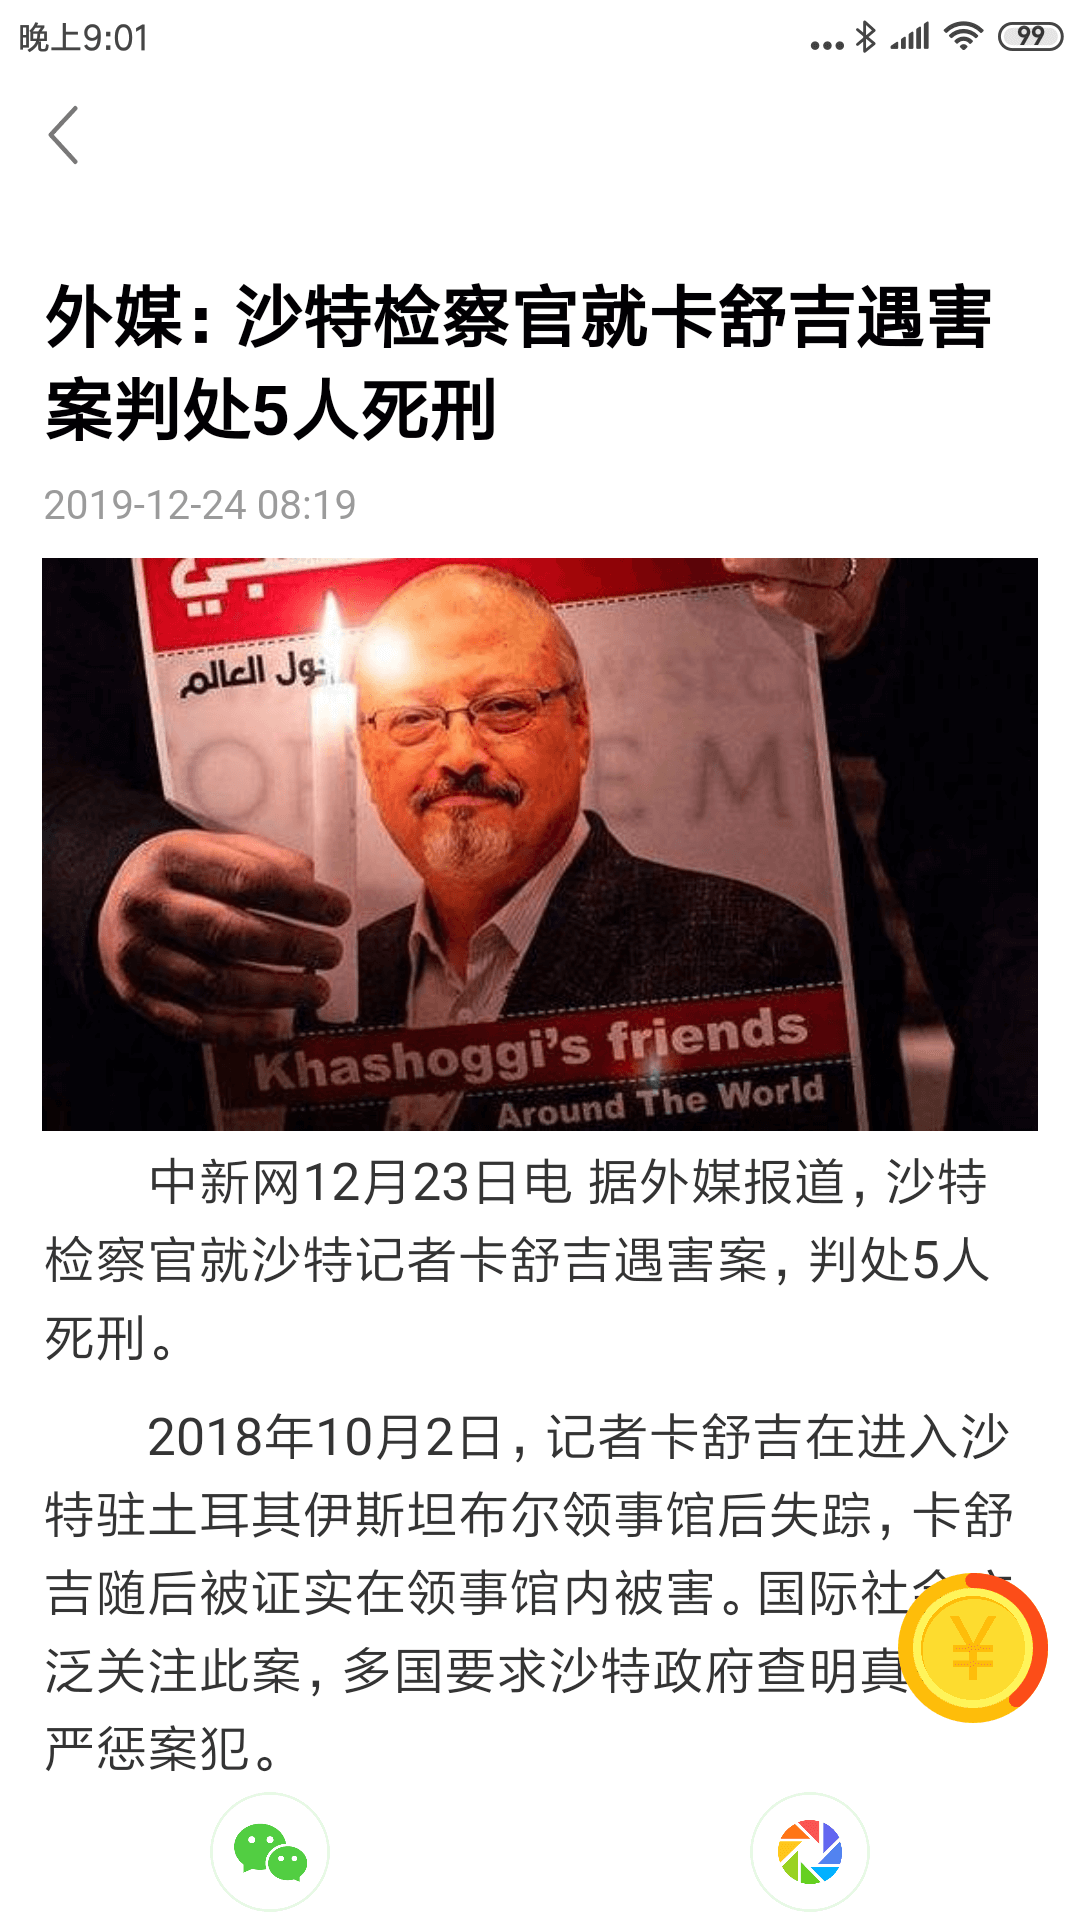 晚上9:01
99
外媒：沙特检察官就卡舒吉遇害
案判处5人死刑
2019-12-24 08:19
العالم
Khashoggi's friends
Around The World
中新网12月23日电 据外媒报道，沙特
检察官就沙特记者卡舒吉遇害案，判处5人
死刑。
2018年10月2日，记者卡舒吉在进入沙
特驻土耳其伊斯坦布尔领事馆后失踪，卡舒
吉随后被证实在领事馆内被害。国际社
泛关注此案，多国要求沙特政府查明真
严惩案犯。
¥